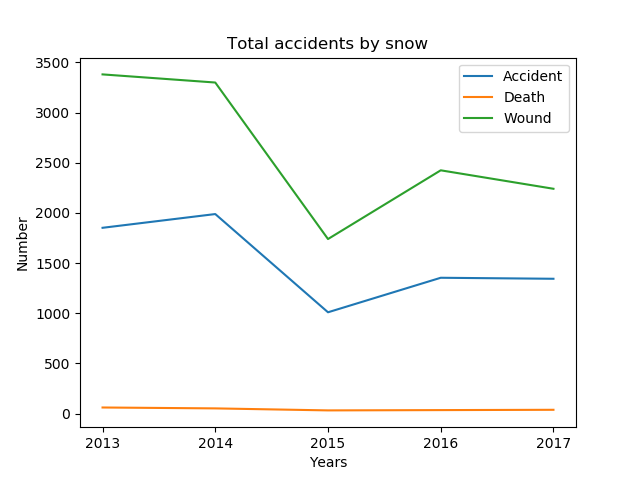 Total accidents by snow
3500
3000
2500
2000
1500
1000
500
0
Number
Accident
Death
Wound
2013
2014
2015
2016
2017
Years